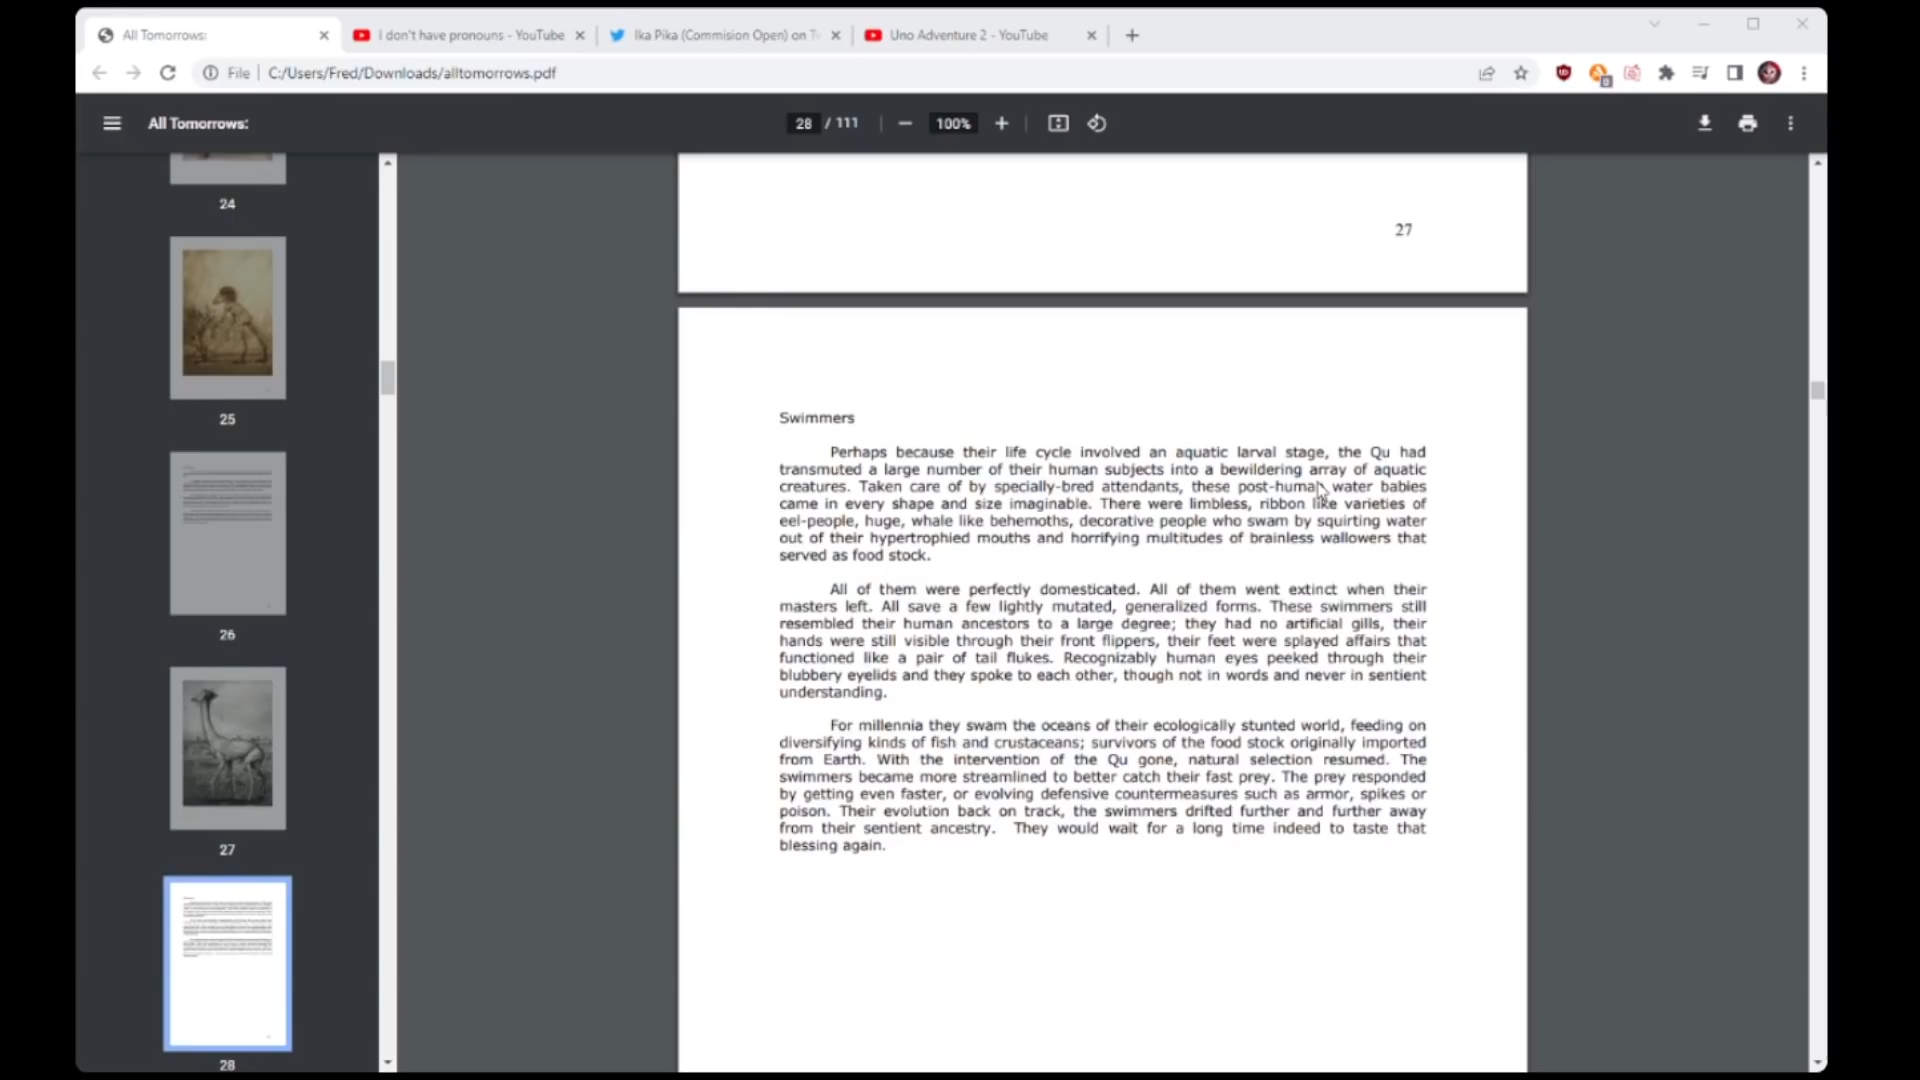 All Tomorrows:
I don't have pronouns - YouTube
Ika Pika (Commision Open) on T
Uno Adventure 2 - YouTube
File
C:/Users/Fred/Downloads/alltomorrows.pdf
All Tomorrows:
28 / 111
100%
24
25
26
27
28
27
Swimmers
Perhaps because their life cycle involved an aquatic larval stage, the Qu had
transmuted a large number of their human subjects into a bewildering array of aquatic
creatures. Taken care of by specially-bred attendants, these post-human water babies
came in every shape and size imaginable. There were limbless, ribbon like varieties of
eel-people, huge, whale like behemoths, decorative people who swam by squirting water
out of their hypertrophied mouths and horrifying multitudes of brainless wallowers that
served as food stock.
All of them were perfectly domesticated. All of them went extinct when their
masters left. All save a few lightly mutated, generalized forms. These swimmers still
resembled their human ancestors to a large degree; they had no artificial gills, their
hands were still visible through their front flippers, their feet were splayed affairs that
functioned like a pair of tail flukes. Recognizably human eyes peeked through their
blubbery eyelids and they spoke to each other, though not in words and never in sentient
understanding.
For millennia they swam the oceans of their ecologically stunted world, feeding on
diversifying kinds of fish and crustaceans; survivors of the food stock originally imported
from Earth. With the intervention of the Qu gone, natural selection resumed. The
swimmers became more streamlined to better catch their fast prey. The prey responded
by getting even faster, or evolving defensive countermeasures such as armor, spikes or
poison. Their evolution back on track, the swimmers drifted further and further away
from their sentient ancestry. They would wait for a long time indeed to taste that
blessing again.